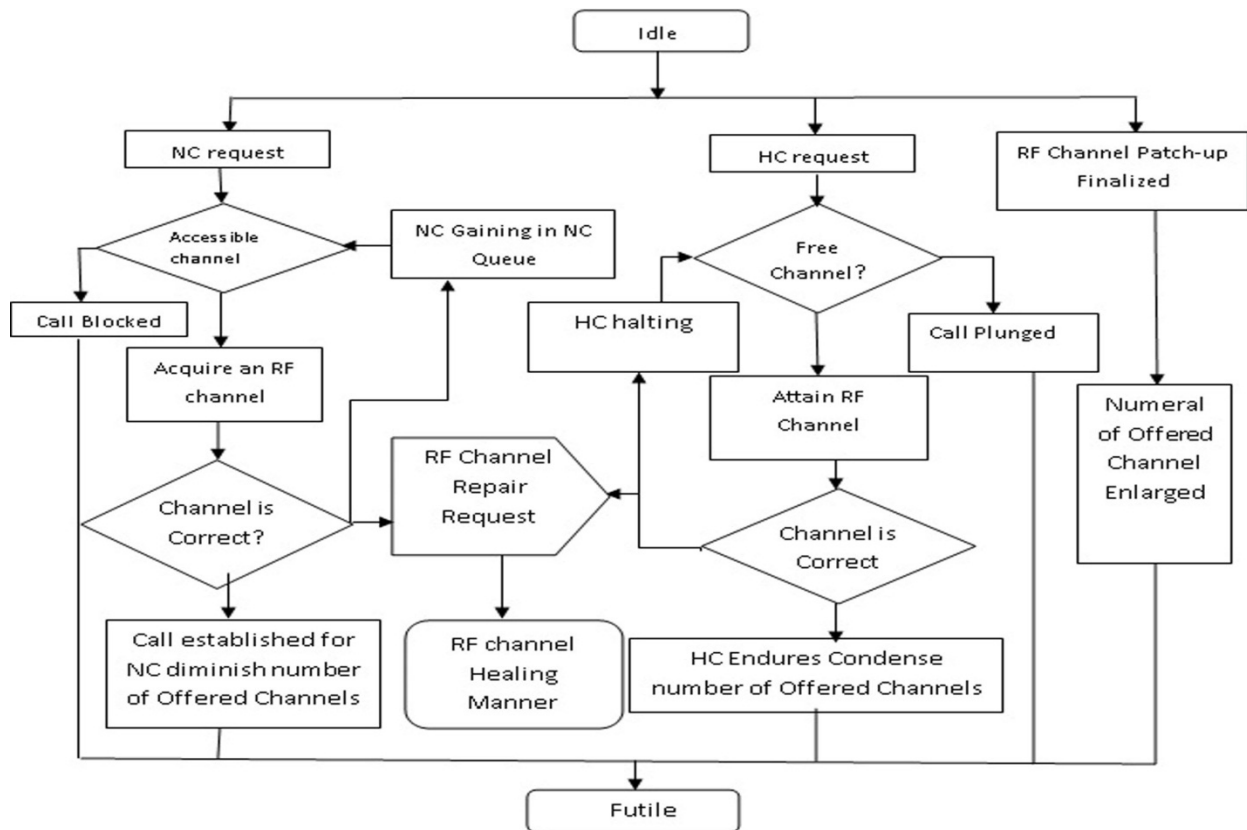 Idle
NC request
HC request
RF Channel Patch-up
Finalized
Accessible
channel
NC Gaining in NC
Queue
Free
Channel?
Call Blocked
HC halting
Call Plunged
Acquire an RF
channel
Attain RF
Channel
Numeral
of Offered
Channel
Enlarged
RF Channel
Repair
Request
Channel is
Correct?
Channel is
Correct
Call established for
NC diminish number
of Offered Channels
RF channel
Healing
Manner
HC Endures Condense
number of Offered Channels
Futile